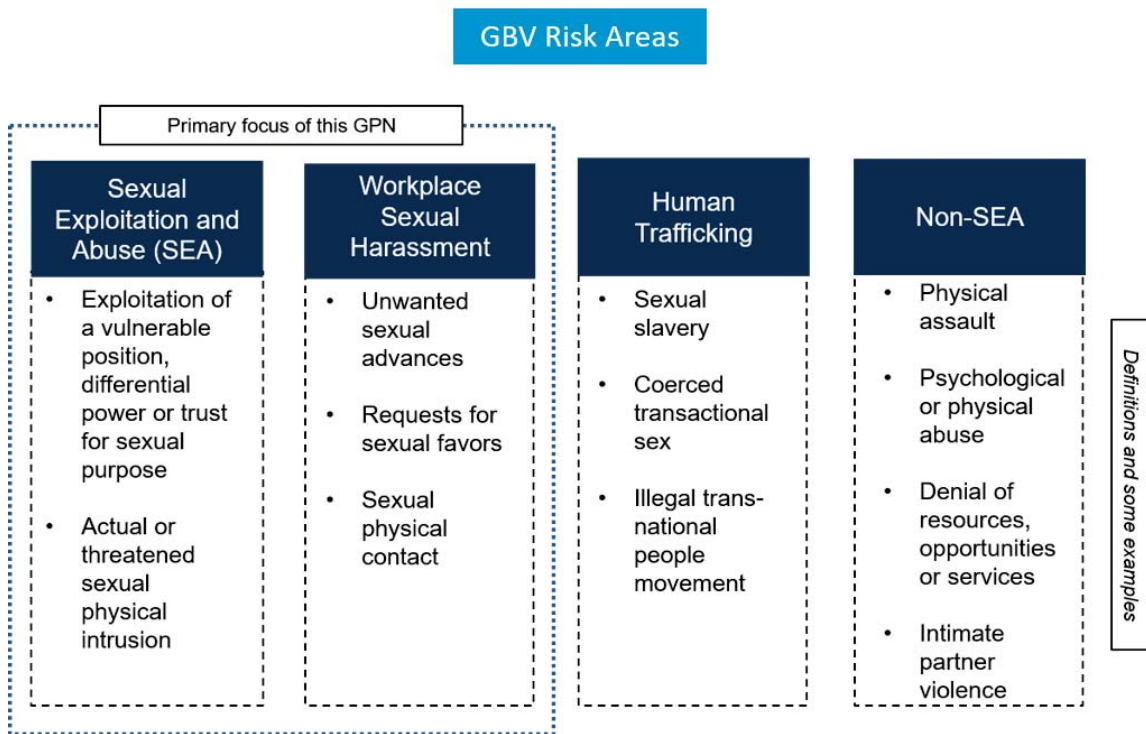 GBV Risk Areas
Primary focus of this GPN
Sexual
Exploitation and
Abuse (SEA)
• Exploitation of
a vulnerable
position,
differential
power or trust
for sexual
purpose
• Actual or
threatened
sexual
physical
intrusion
Workplace
Sexual
Harassment
• Unwanted
sexual
advances
• Requests for
sexual favors
• Sexual
physical
contact
Human
Trafficking
• Sexual
slavery
• Coerced
transactional
sex
• Illegal trans-
national
people
movement
Non-SEA
• Physical
assault
• Psychological
or physical
abuse
• Denial of
resources,
opportunities
or services
• Intimate
partner
violence
Definitions and some examples